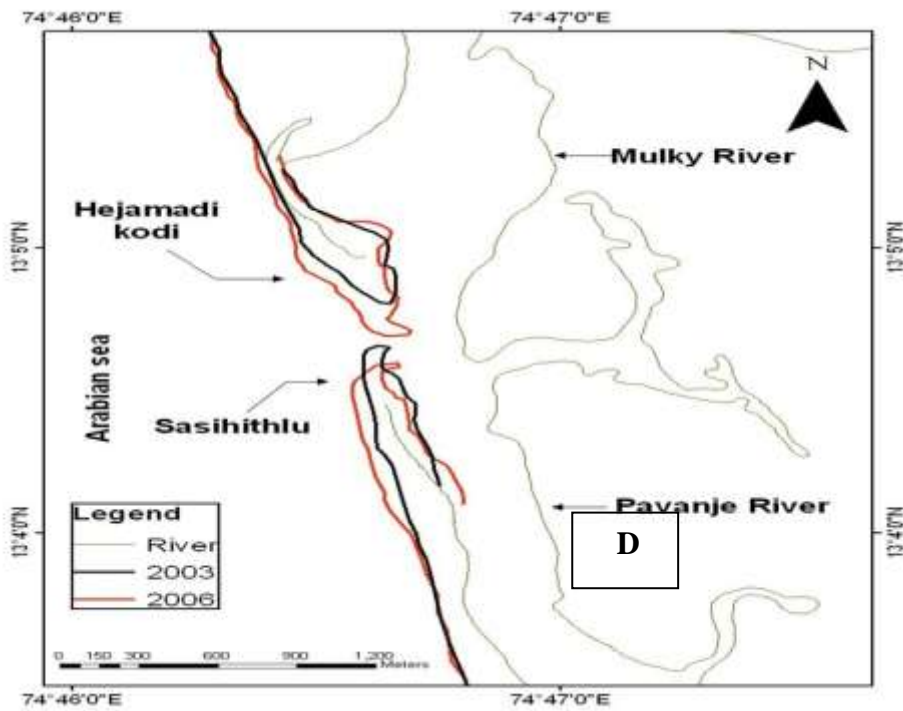 74°46'0"E
74°47'0"E
N
Mulky River
Hejamadi
kodi
13°5'0"N
13°5'0"N
Arabian sea
Sasihithlu
Pavanje River
D
13°4'0"N
13°4'0"N
Legend
River
2003
2006
0 150 300 600 900 1,200
Meters
74°46'0"E
74°47'0"E